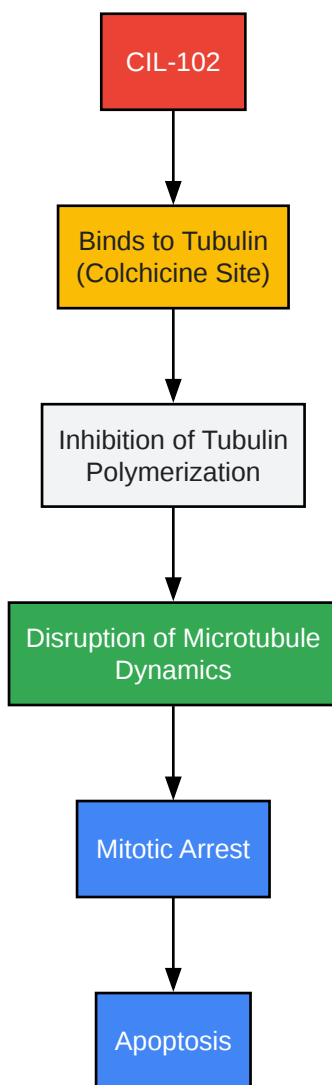 CIL-102
Binds to Tubulin
(Colchicine Site)
Inhibition of Tubulin
Polymerization
Disruption of Microtubule
Dynamics
Mitotic Arrest
Apoptosis